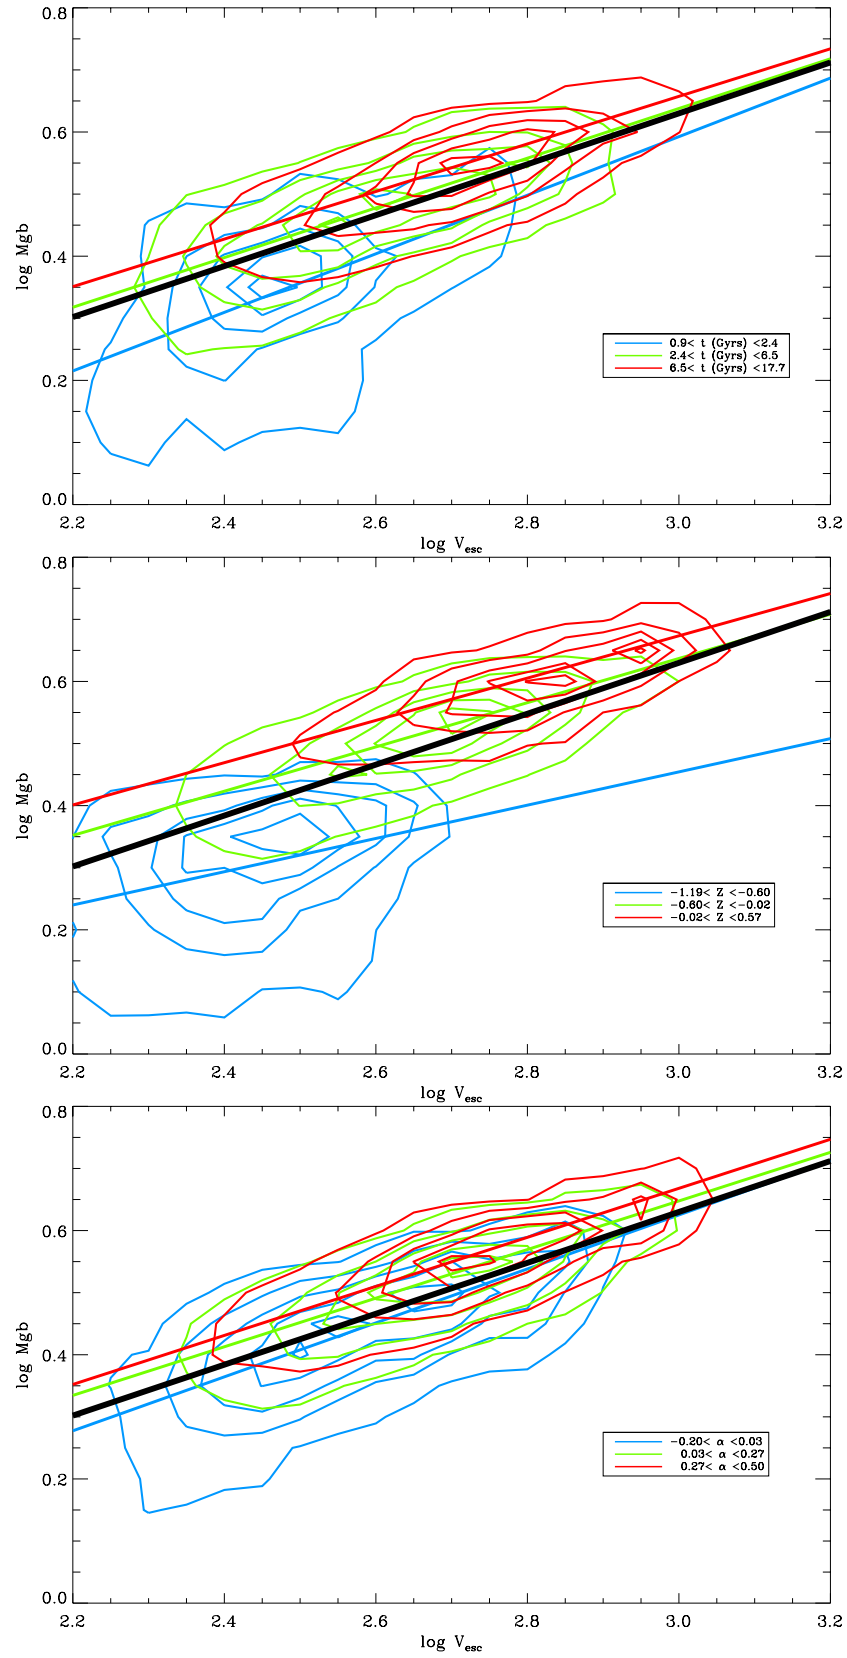 0.8
0.6
0.4
0.2
0.0
log Mgb
0.9< t (Gyrs) <2.4
2.4< t (Gyrs) <6.5
6.5< t (Gyrs) <17.7
2.2 2.4 2.6 2.8 3.0 3.2
log Vesc
0.8
0.6
0.4
0.2
0.0
log Mgb
-1.19< Z <-0.60
-0.60< Z <-0.02
-0.02< Z <0.57
2.2 2.4 2.6 2.8 3.0 3.2
log Vesc
0.8
0.6
0.4
0.2
0.0
log Mgb
-0.20< α <0.03
0.03< α <0.27
0.27< α <0.50
2.2 2.4 2.6 2.8 3.0 3.2
log Vesc